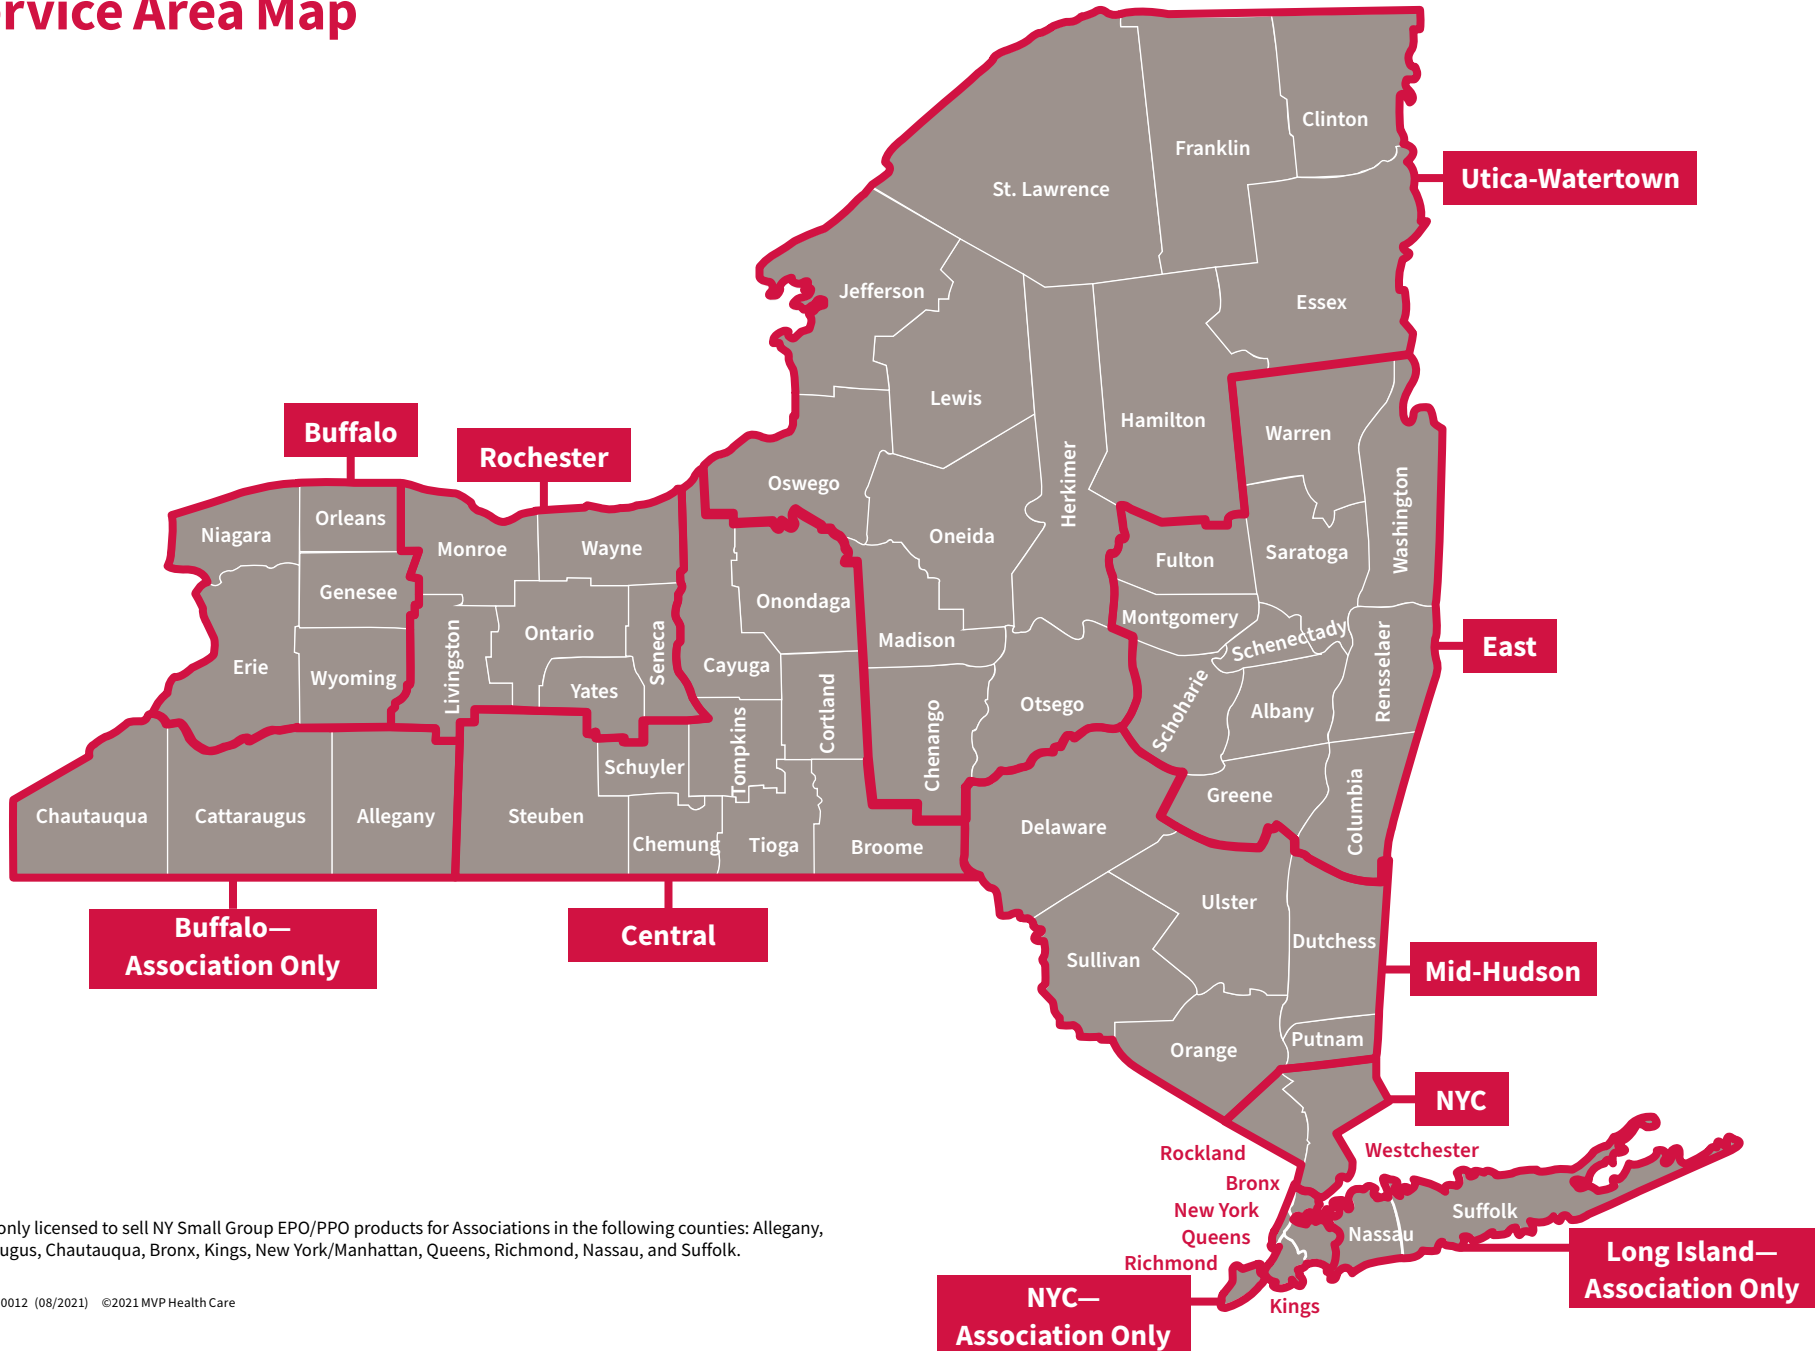 rvice Area Map
Clinton
Franklin
St. Lawrence
Utica-Watertown
Jefferson
Essex
Lewis
Hamilton
Warren
Herkimer
Washington
Buffalo
Rochester
Oswego
Oneida
Fulton
Saratoga
Niagara
Orleans
Monroe
Wayne
Genesee
Onondaga
Madison
Montgomery
Schenectady
Rensselaer
East
Erie
Wyoming
Livingston
Ontario
Seneca
Yates
Cayuga
Cortland
Tompkins
Chenango
Otsego
Schoharie
Albany
Chautauqua
Cattaraugus
Allegany
Steuben
Schuyler
Chemung
Tioga
Broome
Delaware
Greene
Columbia
Buffalo—
Association Only
Central
Ulster
Sullivan
Dutchess
Mid-Hudson
Orange
Putnam
NYC
Rockland
Westchester
Bronx
New York
Queens
Richmond
Kings
Nassau
Suffolk
Long Island—
Association Only
NYC—
Association Only
only licensed to sell NY Small Group EPO/PPO products for Associations in the following counties: Allegany,
ugus, Chautauqua, Bronx, Kings, New York/Manhattan, Queens, Richmond, Nassau, and Suffolk.
0012 (08/2021) ©2021 MVP Health Care